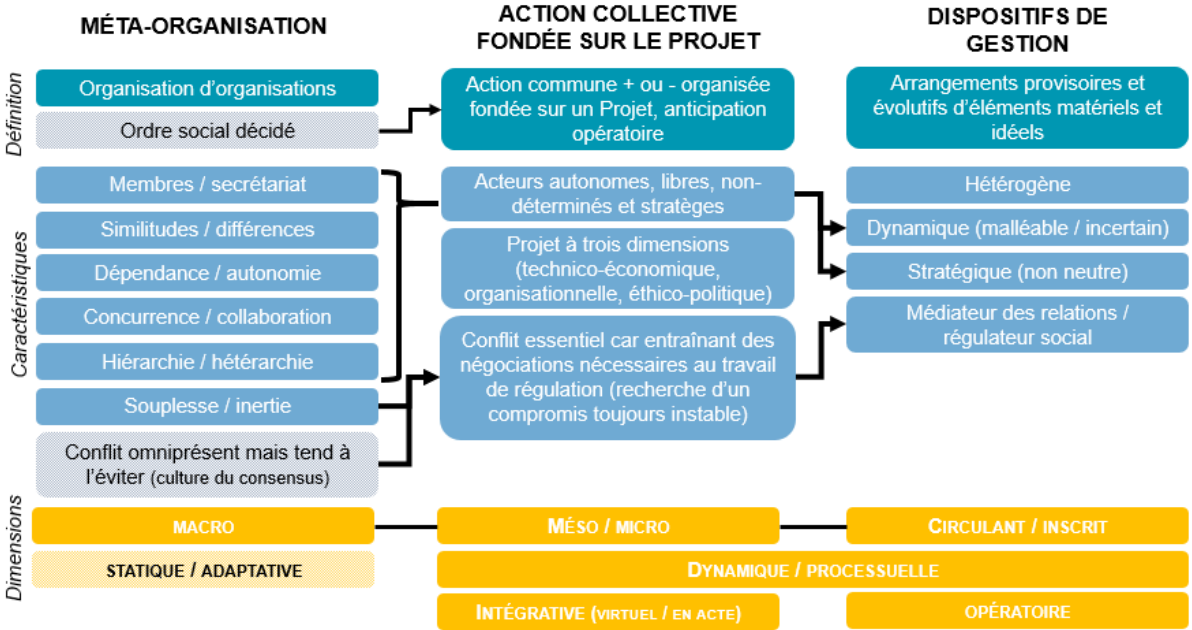 MÉTA-ORGANISATION
ACTION COLLECTIVE
FONDÉE SUR LE PROJET
DISPOSITIFS DE
GESTION
Définition
Organisation d'organisations
Ordre social décidé
Action commune + ou - organisée
fondée sur un Projet, anticipation
opératoire
Arrangements provisoires et
évolutifs d'éléments matériels et
idéels
Caractéristiques
Membres / secrétariat
Similitudes / différences
Dépendance / autonomie
Concurrence / collaboration
Hiérarchie / hétérarchie
Souplesse / inertie
Conflit omniprésent mais tend à
l'éviter (culture du consensus)
Acteurs autonomes, libres, non-
déterminés et stratèges
Projet à trois dimensions
(technico-économique,
organisationnelle, éthico-politique)
Conflit essentiel car entraînant des
négociations nécessaires au travail
de régulation (recherche d'un
compromis toujours instable)
Hétérogène
Dynamique (malléable / incertain)
Stratégique (non neutre)
Médiateur des relations /
régulateur social
Dimensions
MACRO
MÉSO / MICRO
CIRCULANT / INSCRIT
STATIQUE / ADAPTATIVE
DYNAMIQUE / PROCESSUELLE
INTÉGRATIVE (VIRTUEL / EN ACTE)
OPÉRATOIRE